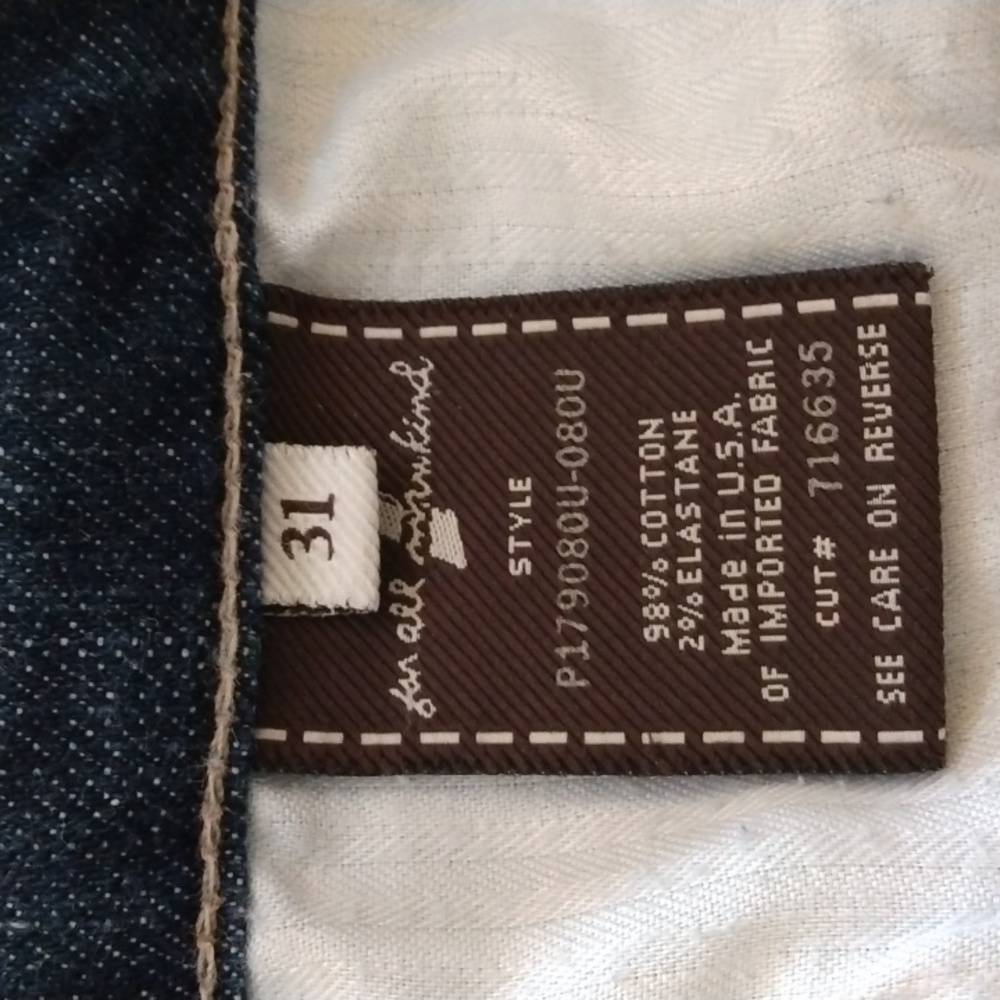 31
for all mankind
STYLE
P179080U-080U
98% COTTON
2% ELASTANE
Made in U.S.A.
OF IMPORTED FABRIC
CUT# 716635
SEE CARE ON REVERSE